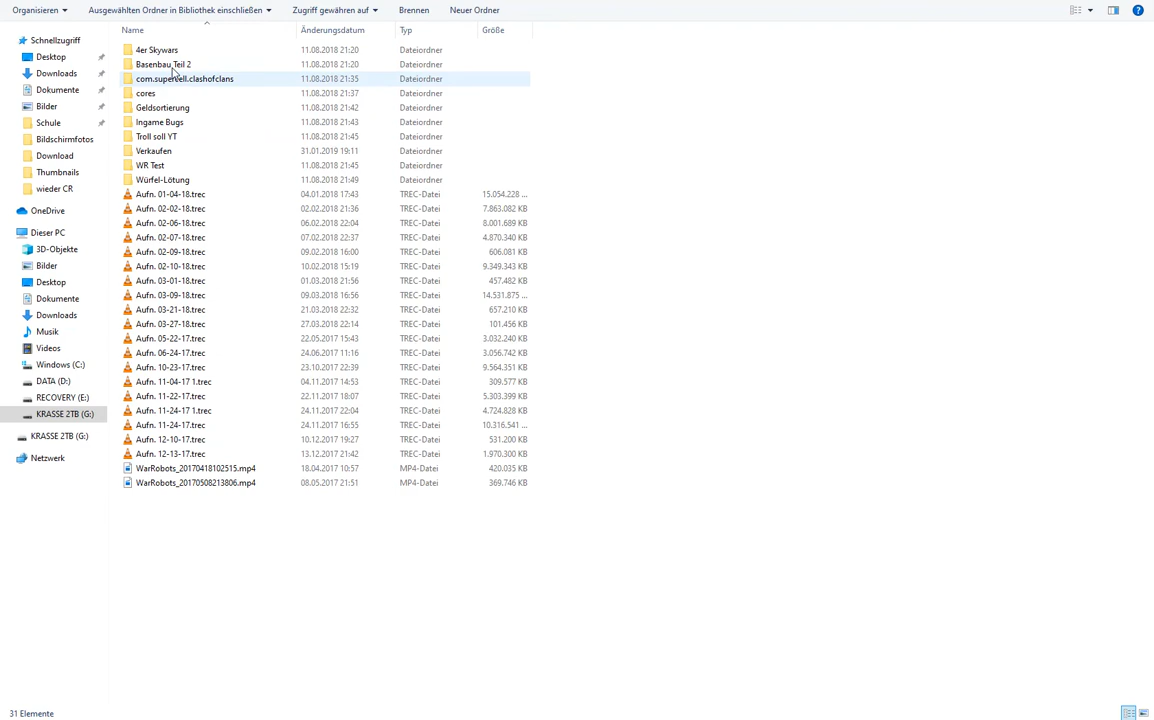 Organisieren Ausgewählten Ordner in Bibliothek einschließen Zugriff gewähren auf Brennen Neuer Ordner
Name Änderungsdatum Typ Größe
Schnellzugriff
Desktop
Downloads
Dokumente
Bilder
Schule
Bildschirmfotos
Download
Thumbnails
wieder CR
OneDrive
Dieser PC
3D-Objekte
Bilder
Desktop
Dokumente
Downloads
Musik
Videos
Windows (C:)
DATA (D:)
RECOVERY (E:)
KRASSE 2TB (G:)
KRASSE 2TB (G:)
Netzwerk
4er Skywars 11.08.2018 21:20 Dateiordner
Basenbau Teil 2 11.08.2018 21:20 Dateiordner
com.supercell.clashofclans 11.08.2018 21:35 Dateiordner
cores 11.08.2018 21:37 Dateiordner
Geldsortierung 11.08.2018 21:42 Dateiordner
Ingame Bugs 11.08.2018 21:43 Dateiordner
Troll soll YT 11.08.2018 21:45 Dateiordner
Verkaufen 31.01.2019 19:11 Dateiordner
WR Test 11.08.2018 21:45 Dateiordner
Würfel-Lötung 11.08.2018 21:49 Dateiordner
Aufn. 01-04-18.trec 04.01.2018 17:43 TREC-Datei 15.054.228 ...
Aufn. 02-02-18.trec 02.02.2018 21:36 TREC-Datei 7.863.082 KB
Aufn. 02-06-18.trec 06.02.2018 22:04 TREC-Datei 8.001.689 KB
Aufn. 02-07-18.trec 07.02.2018 22:37 TREC-Datei 4.870.340 KB
Aufn. 02-09-18.trec 09.02.2018 16:00 TREC-Datei 606.081 KB
Aufn. 02-10-18.trec 10.02.2018 15:19 TREC-Datei 9.349.343 KB
Aufn. 03-01-18.trec 01.03.2018 21:56 TREC-Datei 457.482 KB
Aufn. 03-09-18.trec 09.03.2018 16:56 TREC-Datei 14.531.875 ...
Aufn. 03-21-18.trec 21.03.2018 22:32 TREC-Datei 657.210 KB
Aufn. 03-27-18.trec 27.03.2018 22:14 TREC-Datei 101.456 KB
Aufn. 05-22-17.trec 22.05.2017 15:43 TREC-Datei 3.032.240 KB
Aufn. 06-24-17.trec 24.06.2017 11:16 TREC-Datei 3.056.742 KB
Aufn. 10-23-17.trec 23.10.2017 22:39 TREC-Datei 9.564.351 KB
Aufn. 11-04-17 1.trec 04.11.2017 14:53 TREC-Datei 309.577 KB
Aufn. 11-22-17.trec 22.11.2017 18:07 TREC-Datei 5.303.399 KB
Aufn. 11-24-17 1.trec 24.11.2017 22:04 TREC-Datei 4.724.828 KB
Aufn. 11-24-17.trec 24.11.2017 16:55 TREC-Datei 10.316.541 ...
Aufn. 12-10-17.trec 10.12.2017 19:27 TREC-Datei 531.200 KB
Aufn. 12-13-17.trec 13.12.2017 21:42 TREC-Datei 1.970.300 KB
WarRobots_20170418102515.mp4 18.04.2017 10:57 MP4-Datei 420.035 KB
WarRobots_20170508213806.mp4 08.05.2017 21:51 MP4-Datei 369.746 KB
31 Elemente